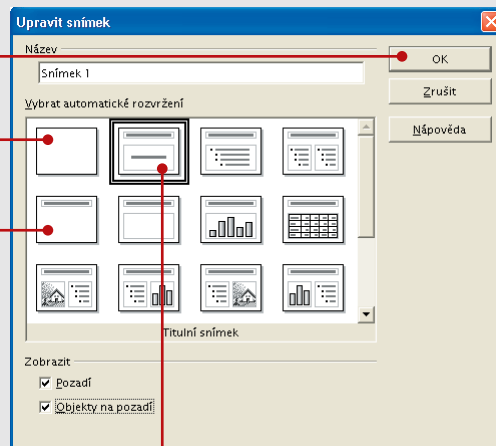 Upravit snímek
Název
Snímek 1
Vybrat automatické rozvržení
Titulní snímek
Zobrazit
Pozadí
Objekty na pozadí
OK
Zrušit
Nápověda